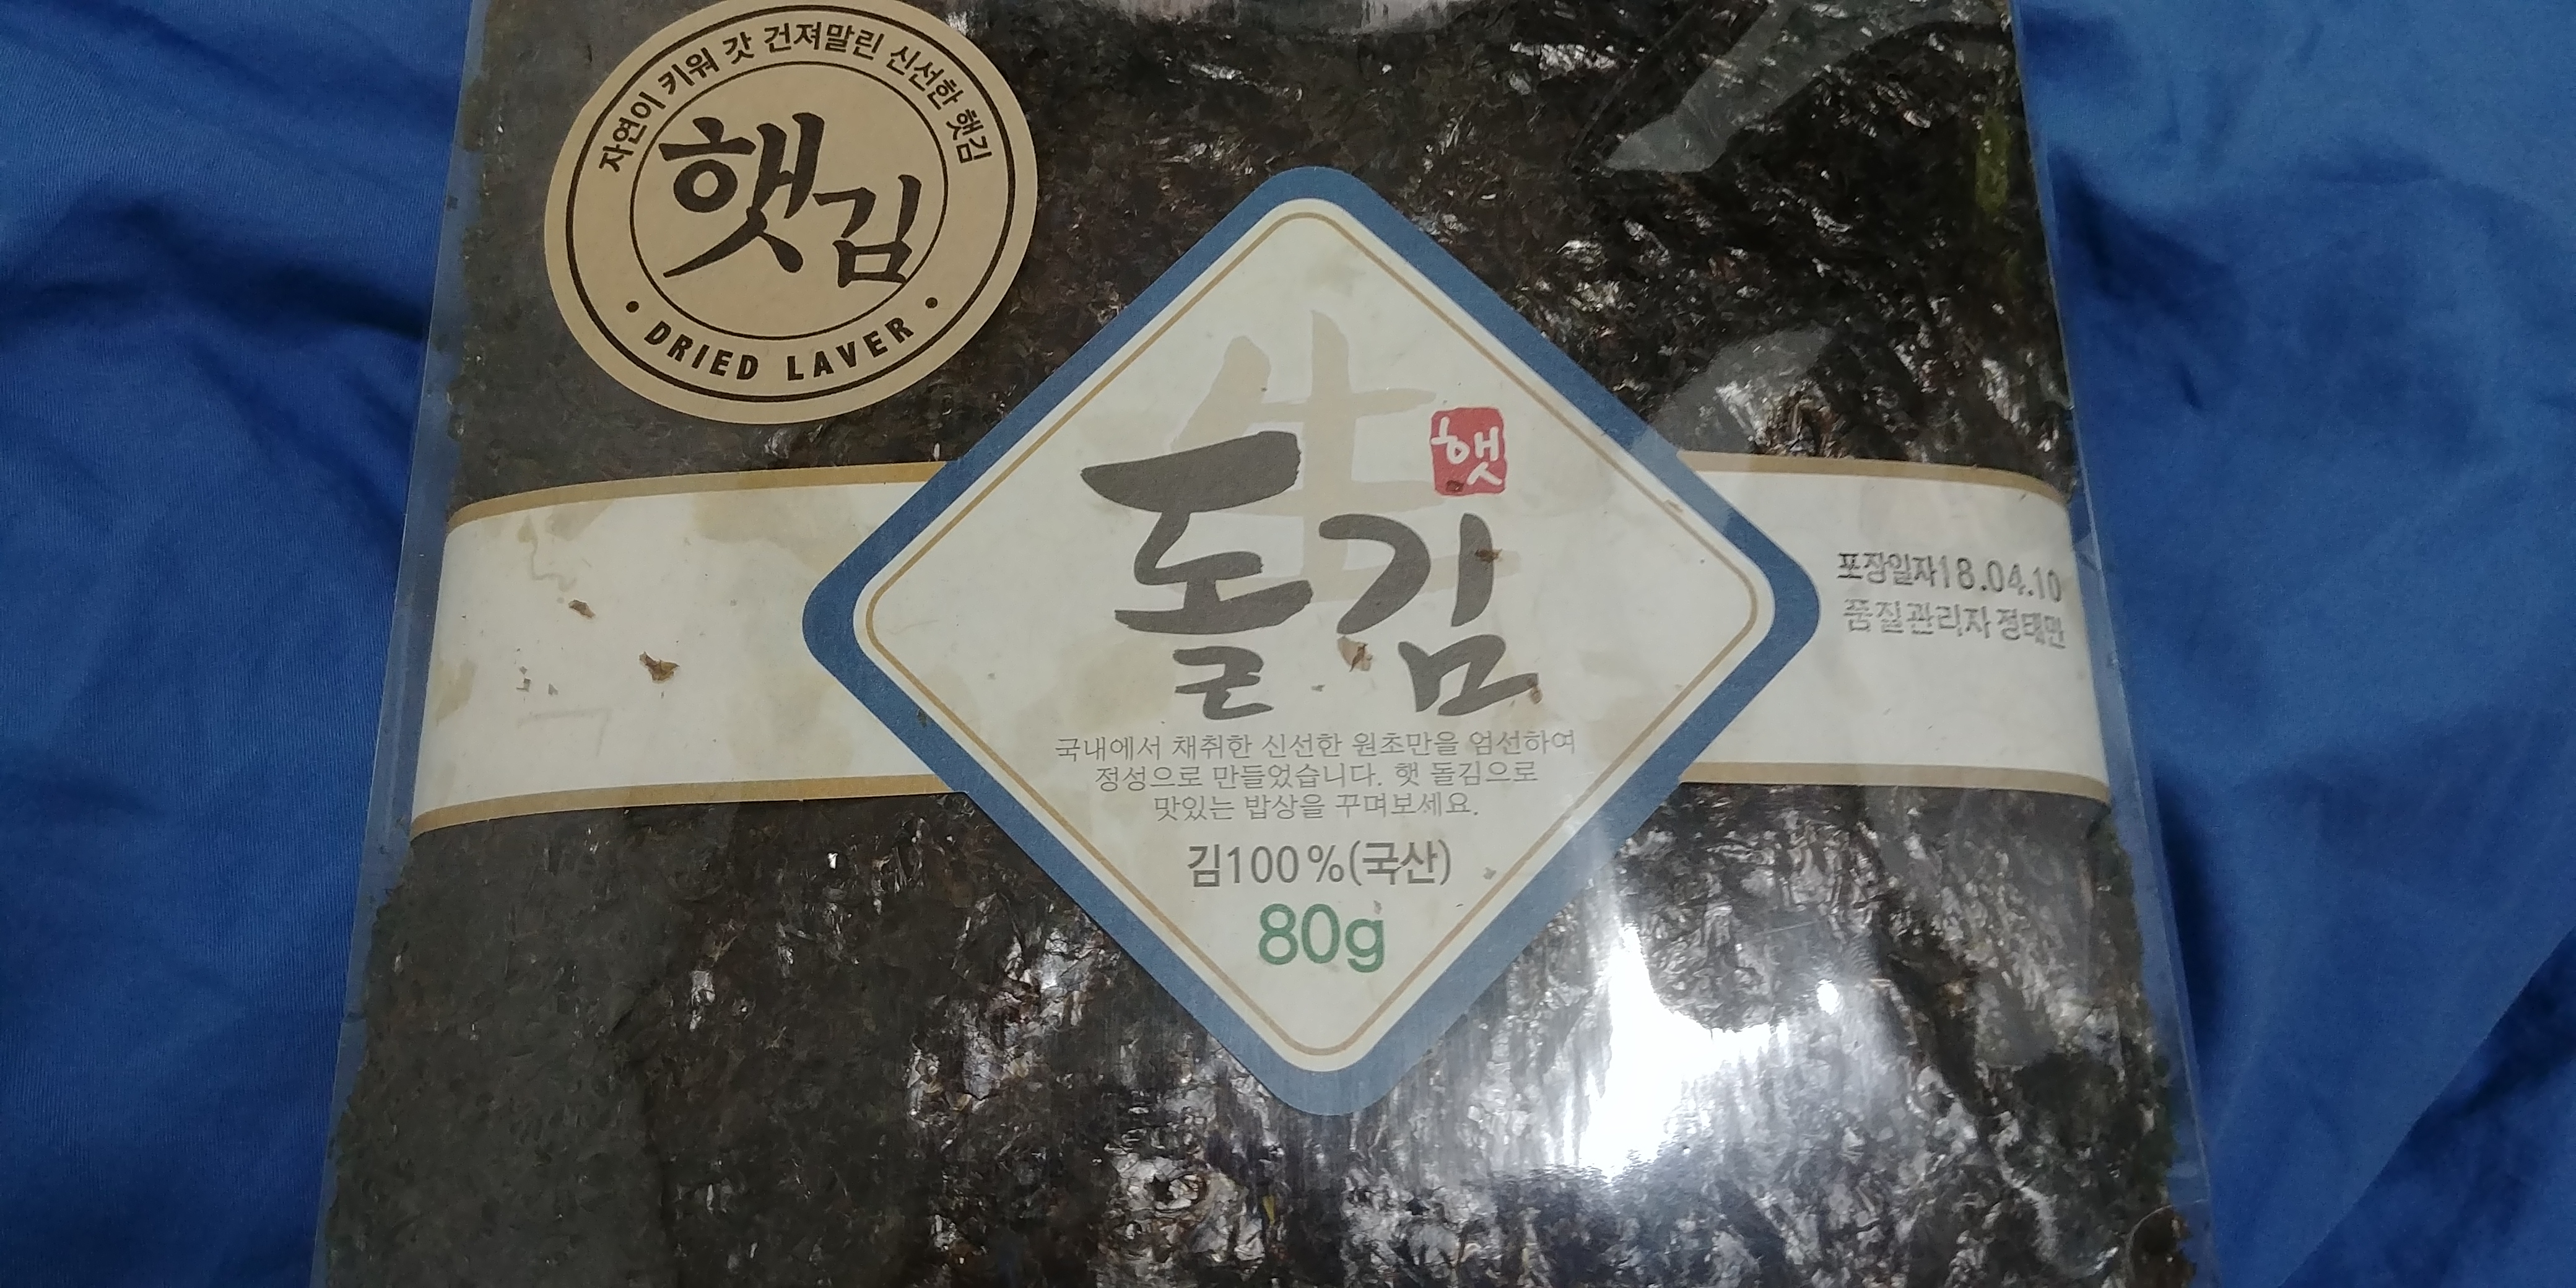 자연이 키워 갓 건져말린 신선한 햇김
햇김
• DRIED LAVER •
生
햇
돌김
국내에서 채취한 신선한 원초만을 엄선하여
정성으로 만들었습니다. 햇 돌김으로
맛있는 밥상을 꾸며보세요.
김100%(국산)
80g
포장일자18.04.10
품질관리자 정태만